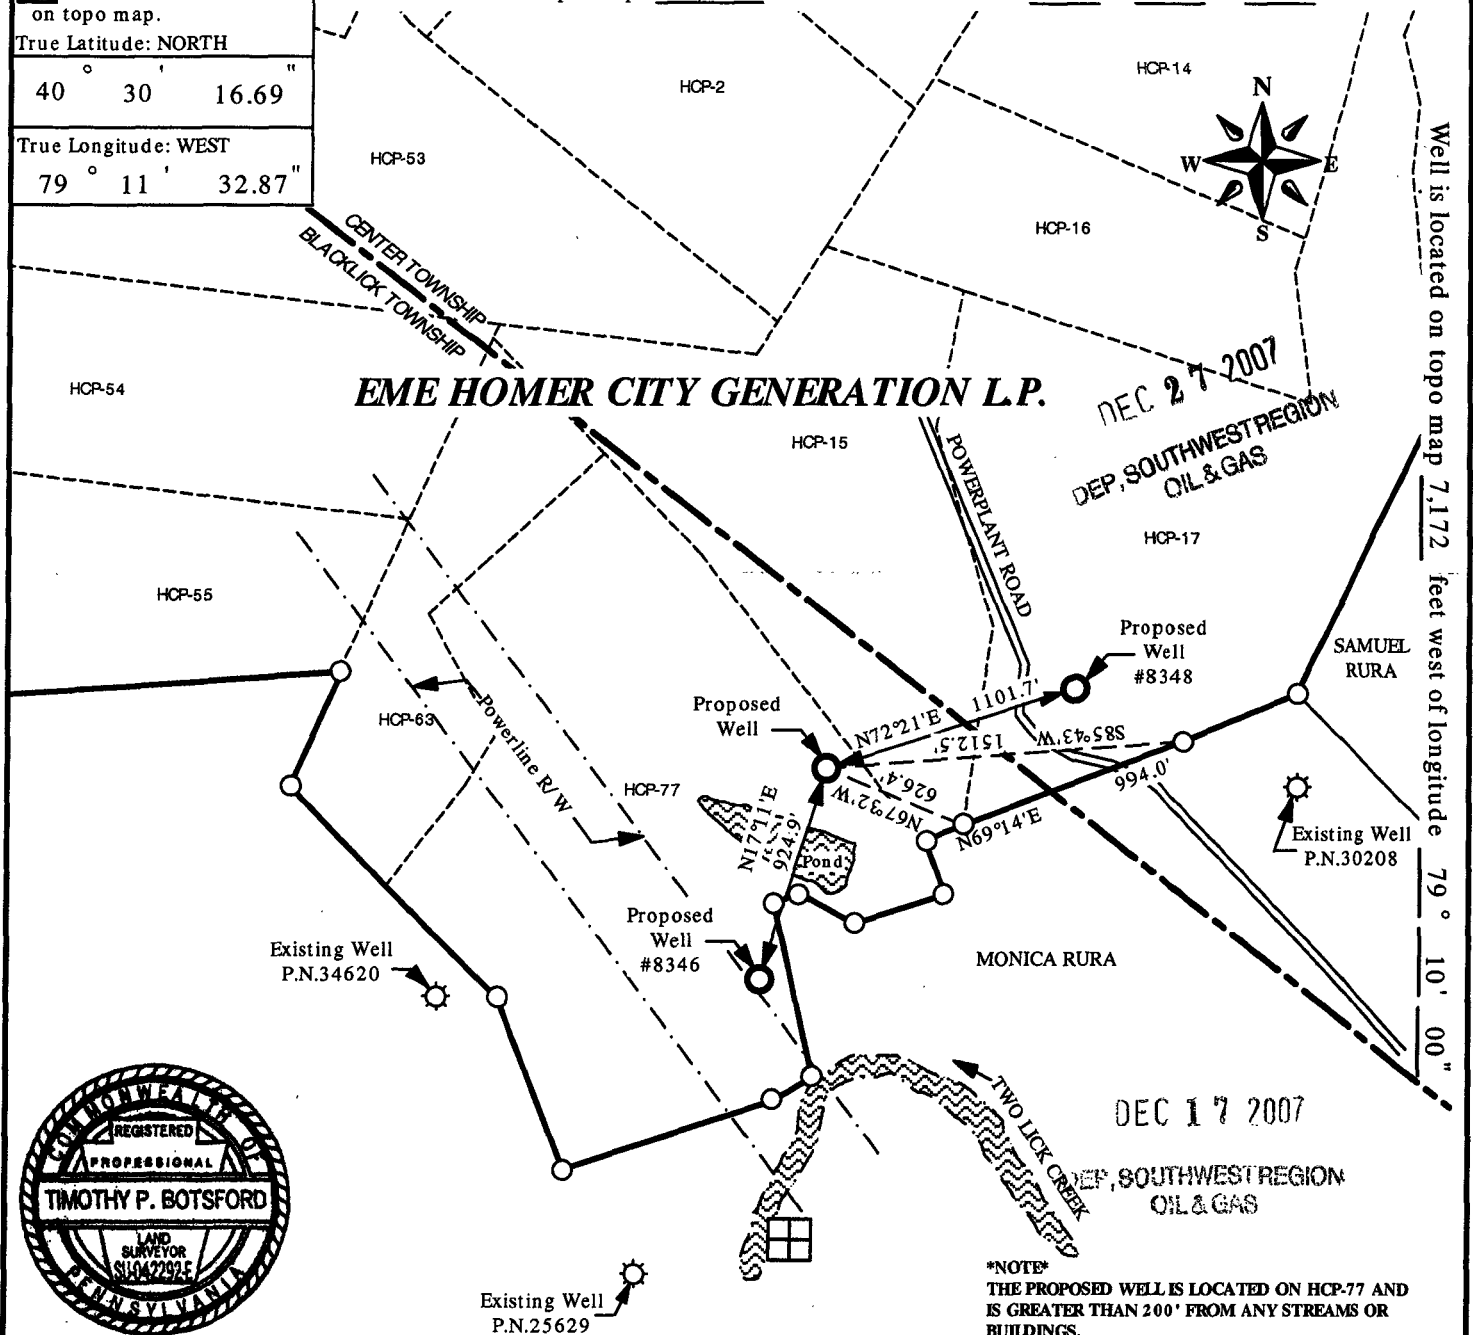 on topo map.
True Latitude: NORTH
40 ° 30 ' 16.69 "
True Longitude: WEST
79 ° 11 ' 32.87 "
HCP-2
HCP-14
HCP-53
HCP-16
N
W
E
S
CENTER TOWNSHIP
BLACKLICK TOWNSHIP
Well is located on topo map 7,172 feet west of longitude 79 ° 10 ' 00 "
HCP-54
EME HOMER CITY GENERATION L.P.
HCP-15
DEC 27 2007
DEP, SOUTHWEST REGION
OIL & GAS
POWERPLANT ROAD
HCP-17
HCP-55
Proposed
Well
#8348
SAMUEL
RURA
HCP-63
Powerline R/W
Proposed
Well
N72°21'E 1101.7'
1512.5' S85°43'W
626.4'
N67°32'W
994.0'
N69°14'E
HCP-77
N17°11'E
924.9'
Pond
Existing Well
P.N.30208
Proposed
Well
#8346
Existing Well
P.N.34620
MONICA RURA
TWO LICK CREEK
COMMONWEALTH OF
REGISTERED
PROFESSIONAL
TIMOTHY P. BOTSFORD
LAND
SURVEYOR
SU-042292-E
PENNSYLVANIA
DEC 17 2007
DEP, SOUTHWEST REGION
OIL & GAS
Existing Well
P.N.25629
*NOTE*
THE PROPOSED WELL IS LOCATED ON HCP-77 AND
IS GREATER THAN 200' FROM ANY STREAMS OR
BUILDINGS.